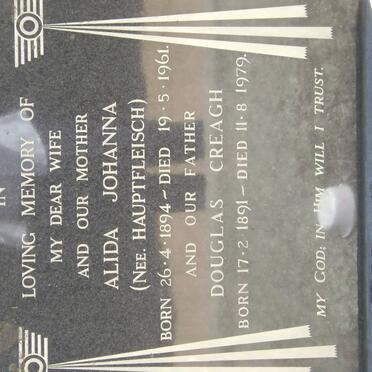 IN
LOVING MEMORY OF
MY DEAR WIFE
AND OUR MOTHER
ALIDA JOHANNA
(NEE. HAUPTFLEISCH)
BORN 26·4·1894 ~ DIED 19·5·1961.
AND OUR FATHER
DOUGLAS CREAGH
BORN 17·2·1891 ~ DIED 11·8·1979.
MY GOD; IN HIM WILL I TRUST.